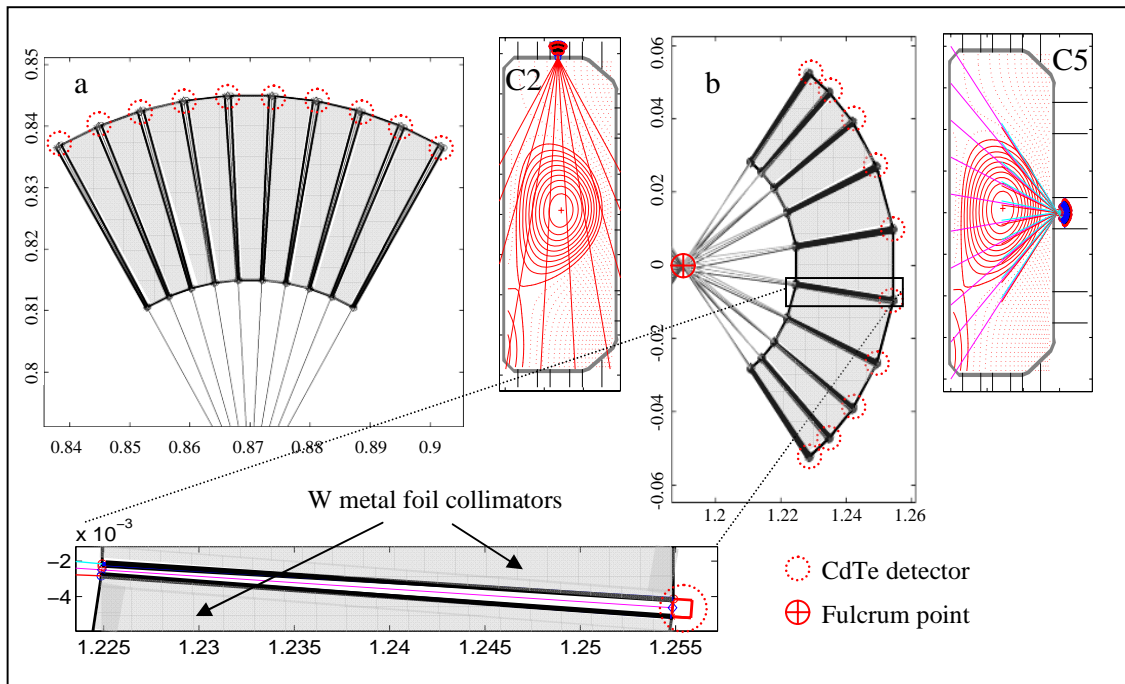 a
0.85
0.84
0.83
0.82
0.81
0.8
0.84 0.85 0.86 0.87 0.88 0.89 0.9
C2
b
0.06
0.04
0.02
0
-0.02
-0.04
-0.06
1.2 1.22 1.24 1.26
C5
W metal foil collimators
x 10⁻³
−2
−4
1.225 1.23 1.235 1.24 1.245 1.25 1.255
CdTe detector
Fulcrum point